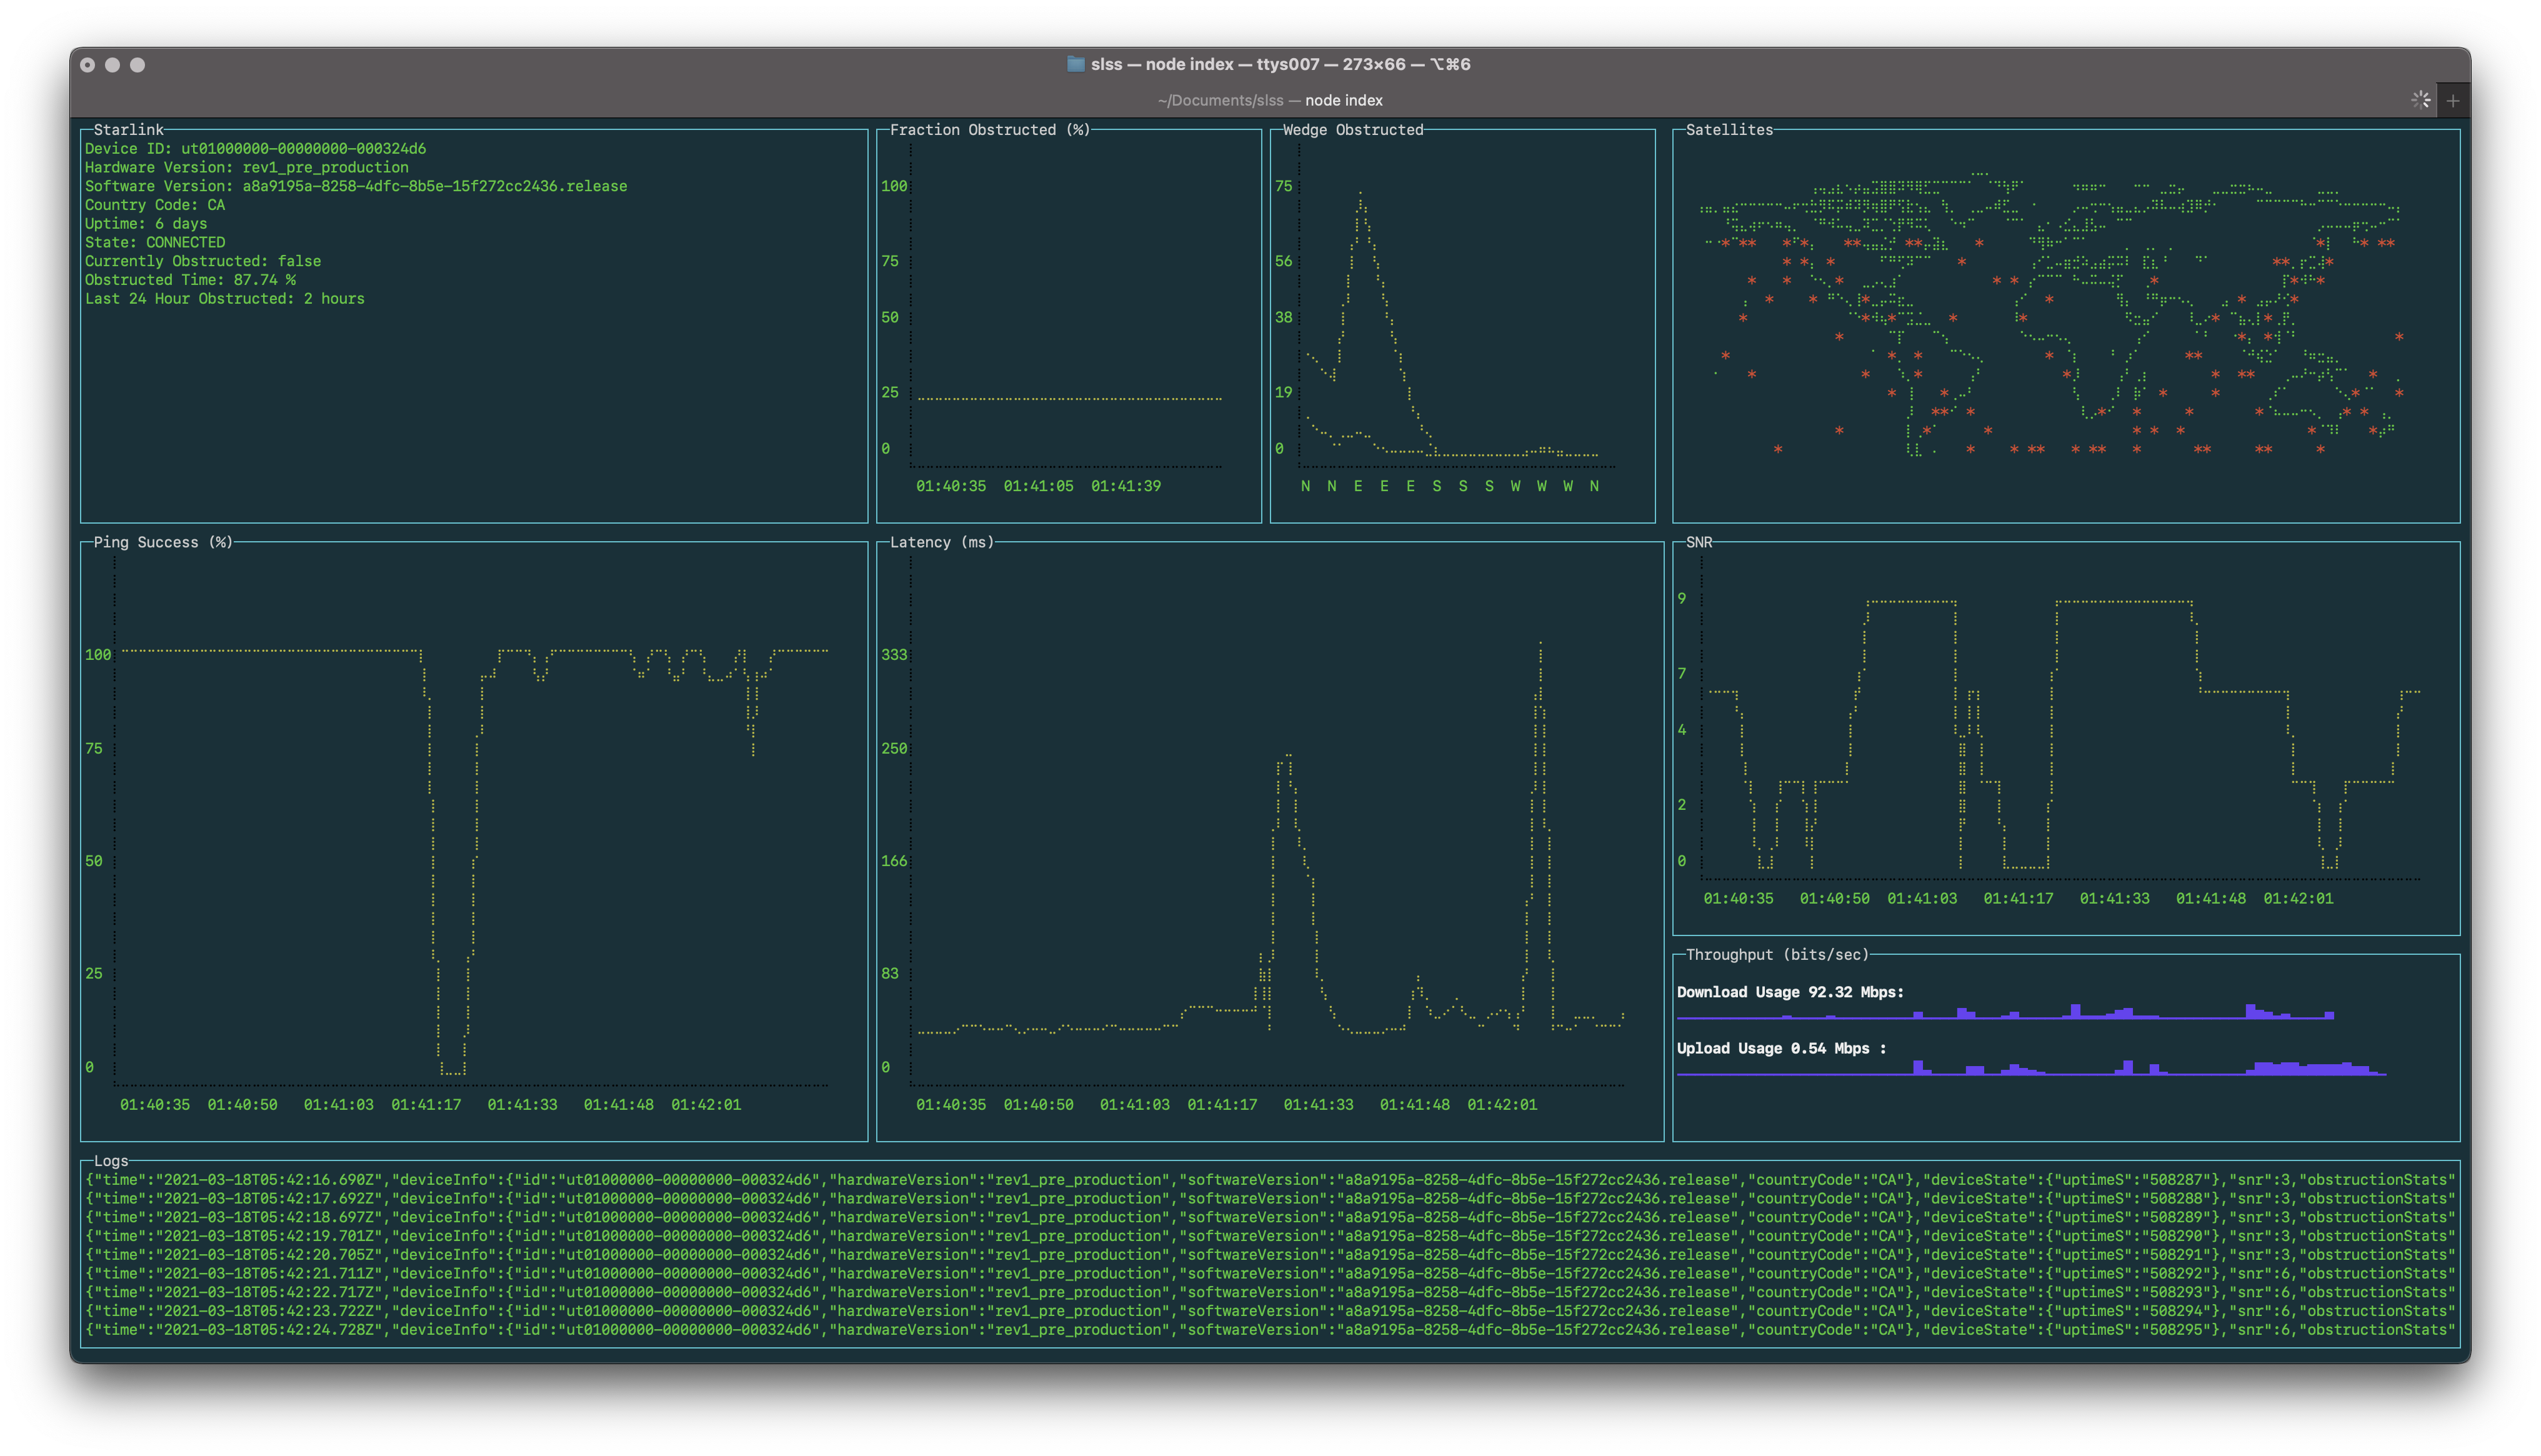 slss — node index — ttys007 — 273×66 — ⌥⌘6
~/Documents/slss — node index
Starlink
Device ID: ut01000000-00000000-000324d6
Hardware Version: rev1_pre_production
Software Version: a8a9195a-8258-4dfc-8b5e-15f272cc2436.release
Country Code: CA
Uptime: 6 days
State: CONNECTED
Currently Obstructed: false
Obstructed Time: 87.74 %
Last 24 Hour Obstructed: 2 hours
Fraction Obstructed (%)
100
75
50
25
0
01:40:35 01:41:05 01:41:39
Wedge Obstructed
75
56
38
19
0
N N E E E S S S W W W N
Satellites
Ping Success (%)
100
75
50
25
0
01:40:35 01:40:50 01:41:03 01:41:17 01:41:33 01:41:48 01:42:01
Latency (ms)
333
250
166
83
0
01:40:35 01:40:50 01:41:03 01:41:17 01:41:33 01:41:48 01:42:01
SNR
9
7
4
2
0
01:40:35 01:40:50 01:41:03 01:41:17 01:41:33 01:41:48 01:42:01
Throughput (bits/sec)
Download Usage 92.32 Mbps:
Upload Usage 0.54 Mbps :
Logs
{"time":"2021-03-18T05:42:16.690Z","deviceInfo":{"id":"ut01000000-00000000-000324d6","hardwareVersion":"rev1_pre_production","softwareVersion":"a8a9195a-8258-4dfc-8b5e-15f272cc2436.release","countryCode":"CA"},"deviceState":{"uptimeS":"508287"},"snr":3,"obstructionStats"
{"time":"2021-03-18T05:42:17.692Z","deviceInfo":{"id":"ut01000000-00000000-000324d6","hardwareVersion":"rev1_pre_production","softwareVersion":"a8a9195a-8258-4dfc-8b5e-15f272cc2436.release","countryCode":"CA"},"deviceState":{"uptimeS":"508288"},"snr":3,"obstructionStats"
{"time":"2021-03-18T05:42:18.697Z","deviceInfo":{"id":"ut01000000-00000000-000324d6","hardwareVersion":"rev1_pre_production","softwareVersion":"a8a9195a-8258-4dfc-8b5e-15f272cc2436.release","countryCode":"CA"},"deviceState":{"uptimeS":"508289"},"snr":3,"obstructionStats"
{"time":"2021-03-18T05:42:19.701Z","deviceInfo":{"id":"ut01000000-00000000-000324d6","hardwareVersion":"rev1_pre_production","softwareVersion":"a8a9195a-8258-4dfc-8b5e-15f272cc2436.release","countryCode":"CA"},"deviceState":{"uptimeS":"508290"},"snr":3,"obstructionStats"
{"time":"2021-03-18T05:42:20.705Z","deviceInfo":{"id":"ut01000000-00000000-000324d6","hardwareVersion":"rev1_pre_production","softwareVersion":"a8a9195a-8258-4dfc-8b5e-15f272cc2436.release","countryCode":"CA"},"deviceState":{"uptimeS":"508291"},"snr":3,"obstructionStats"
{"time":"2021-03-18T05:42:21.711Z","deviceInfo":{"id":"ut01000000-00000000-000324d6","hardwareVersion":"rev1_pre_production","softwareVersion":"a8a9195a-8258-4dfc-8b5e-15f272cc2436.release","countryCode":"CA"},"deviceState":{"uptimeS":"508292"},"snr":6,"obstructionStats"
{"time":"2021-03-18T05:42:22.717Z","deviceInfo":{"id":"ut01000000-00000000-000324d6","hardwareVersion":"rev1_pre_production","softwareVersion":"a8a9195a-8258-4dfc-8b5e-15f272cc2436.release","countryCode":"CA"},"deviceState":{"uptimeS":"508293"},"snr":6,"obstructionStats"
{"time":"2021-03-18T05:42:23.722Z","deviceInfo":{"id":"ut01000000-00000000-000324d6","hardwareVersion":"rev1_pre_production","softwareVersion":"a8a9195a-8258-4dfc-8b5e-15f272cc2436.release","countryCode":"CA"},"deviceState":{"uptimeS":"508294"},"snr":6,"obstructionStats"
{"time":"2021-03-18T05:42:24.728Z","deviceInfo":{"id":"ut01000000-00000000-000324d6","hardwareVersion":"rev1_pre_production","softwareVersion":"a8a9195a-8258-4dfc-8b5e-15f272cc2436.release","countryCode":"CA"},"deviceState":{"uptimeS":"508295"},"snr":6,"obstructionStats"